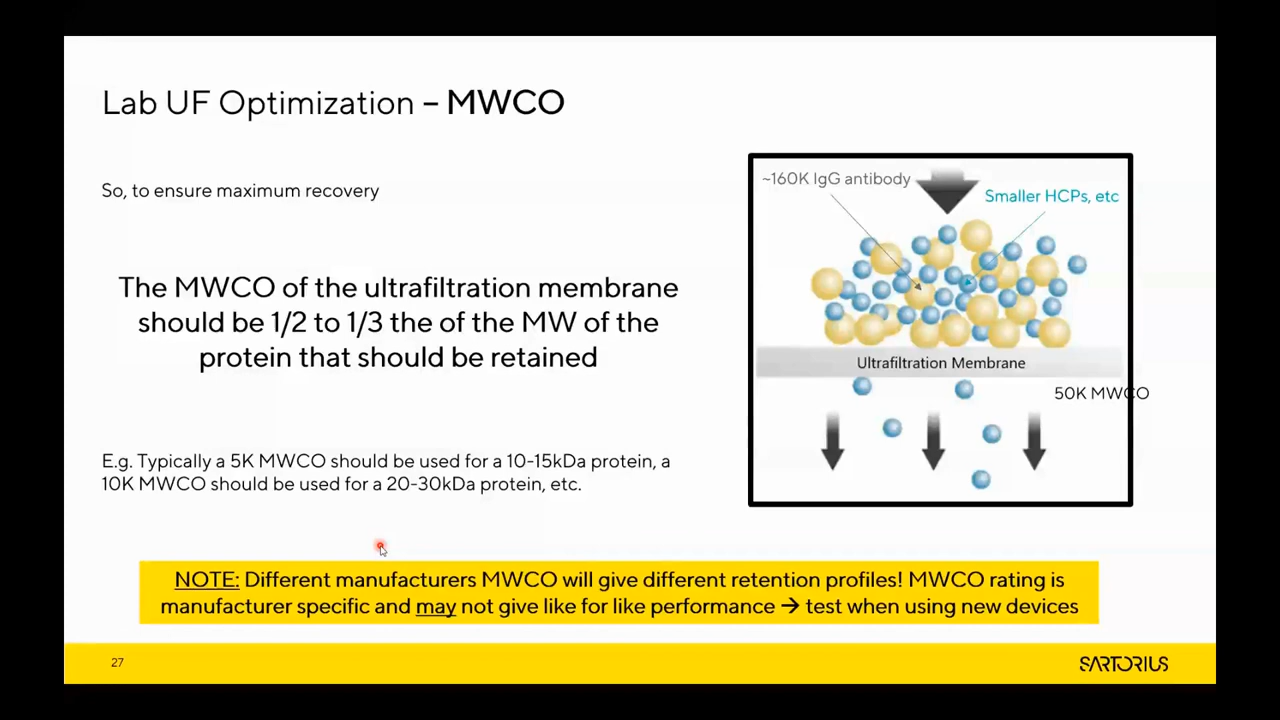 Lab UF Optimization – MWCO
So, to ensure maximum recovery
The MWCO of the ultrafiltration membrane
should be 1/2 to 1/3 the of the MW of the
protein that should be retained
E.g. Typically a 5K MWCO should be used for a 10-15kDa protein, a
10K MWCO should be used for a 20-30kDa protein, etc.
~160K IgG antibody
Smaller HCPs, etc
Ultrafiltration Membrane
50K MWCO
NOTE: Different manufacturers MWCO will give different retention profiles! MWCO rating is
manufacturer specific and may not give like for like performance → test when using new devices
27
SARTORIUS